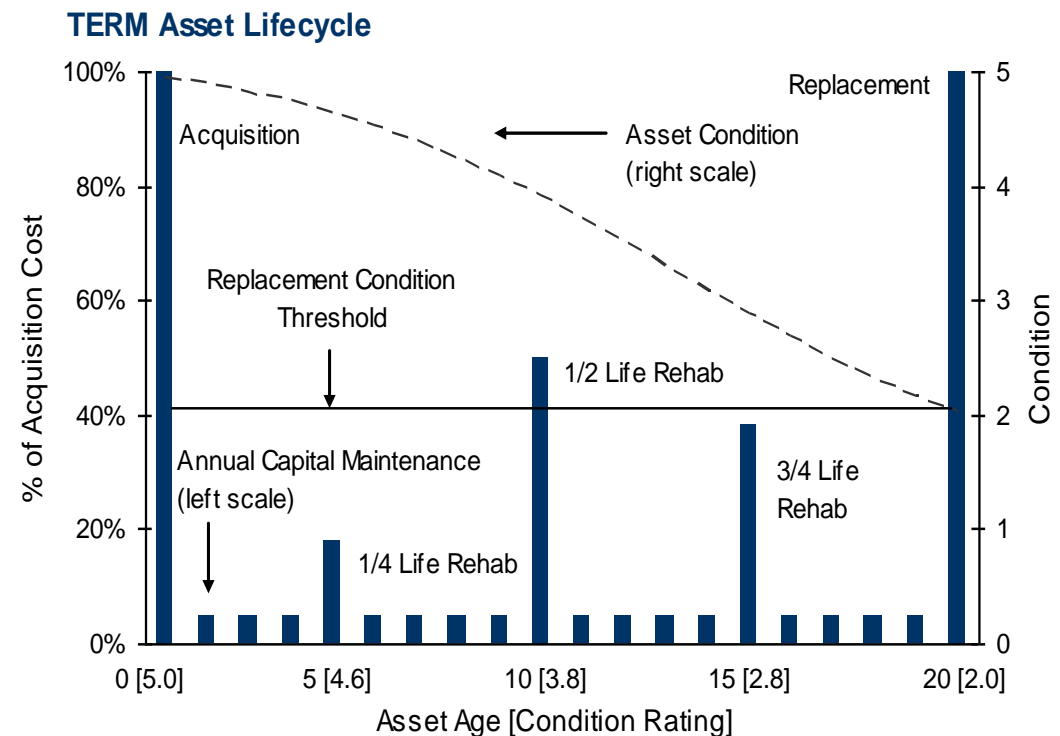 TERM Asset Lifecycle
100%
80%
60%
40%
20%
0%
% of Acquisition Cost
Acquisition
Replacement
Asset Condition
(right scale)
Replacement Condition
Threshold
1/2 Life Rehab
Annual Capital Maintenance
(left scale)
1/4 Life Rehab
3/4 Life
Rehab
5
4
3
2
1
0
Condition
0 [5.0]
5 [4.6]
10 [3.8]
15 [2.8]
20 [2.0]
Asset Age [Condition Rating]